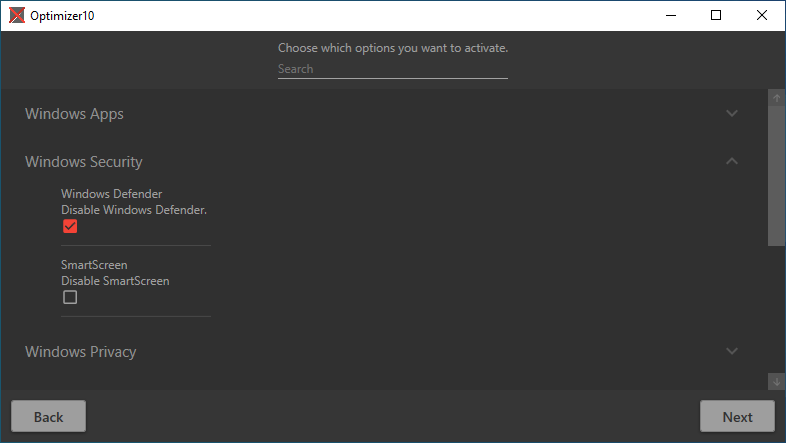 Optimizer10
Choose which options you want to activate.
Search
Windows Apps
Windows Security
Windows Defender
Disable Windows Defender.
SmartScreen
Disable SmartScreen
Windows Privacy
Back
Next